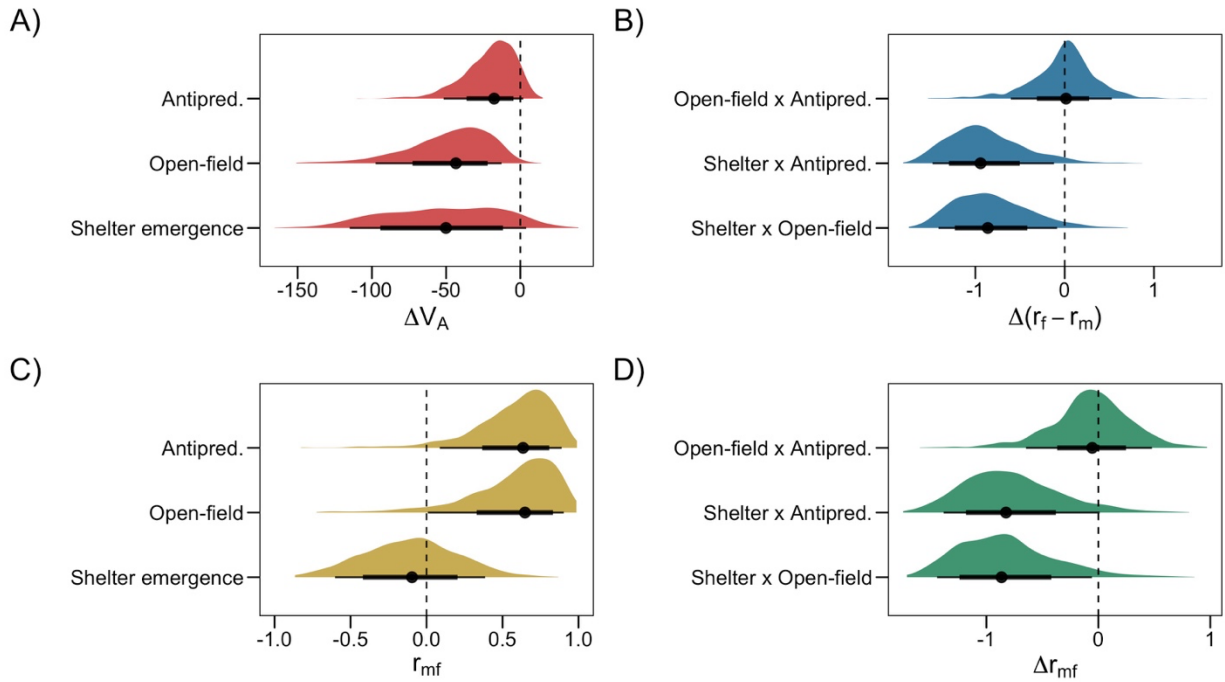 A)
Antipred.
Open-field
Shelter emergence
-150 -100 -50 0
ΔV_A
B)
Open-field x Antipred.
Shelter x Antipred.
Shelter x Open-field
-1 0 1
Δ(r_f − r_m)
C)
Antipred.
Open-field
Shelter emergence
-1.0 -0.5 0.0 0.5 1.0
r_mf
D)
Open-field x Antipred.
Shelter x Antipred.
Shelter x Open-field
-1 0 1
Δr_mf